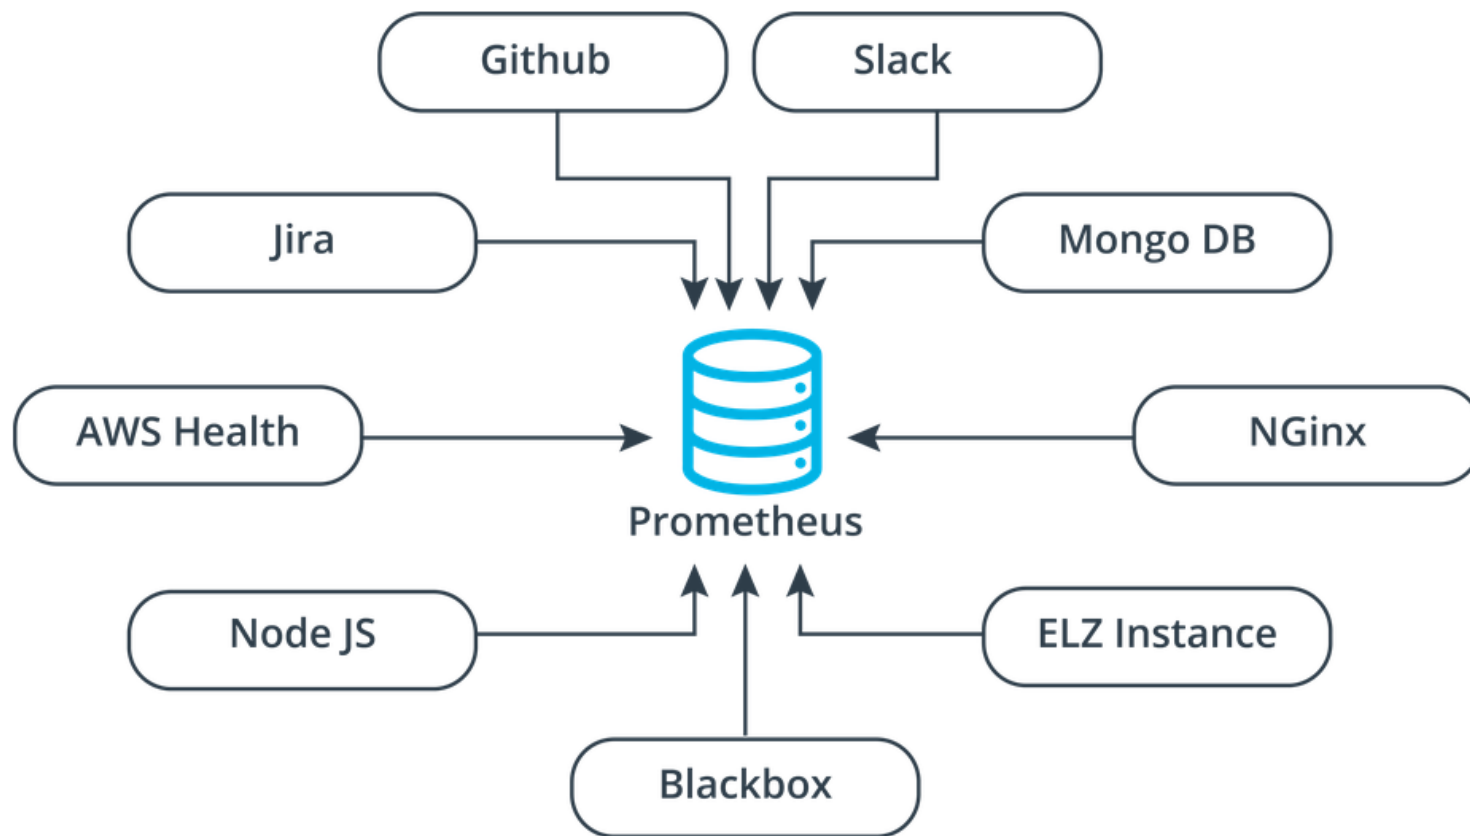 Github
Slack
Jira
Mongo DB
AWS Health
NGinx
Prometheus
Node JS
ELZ Instance
Blackbox